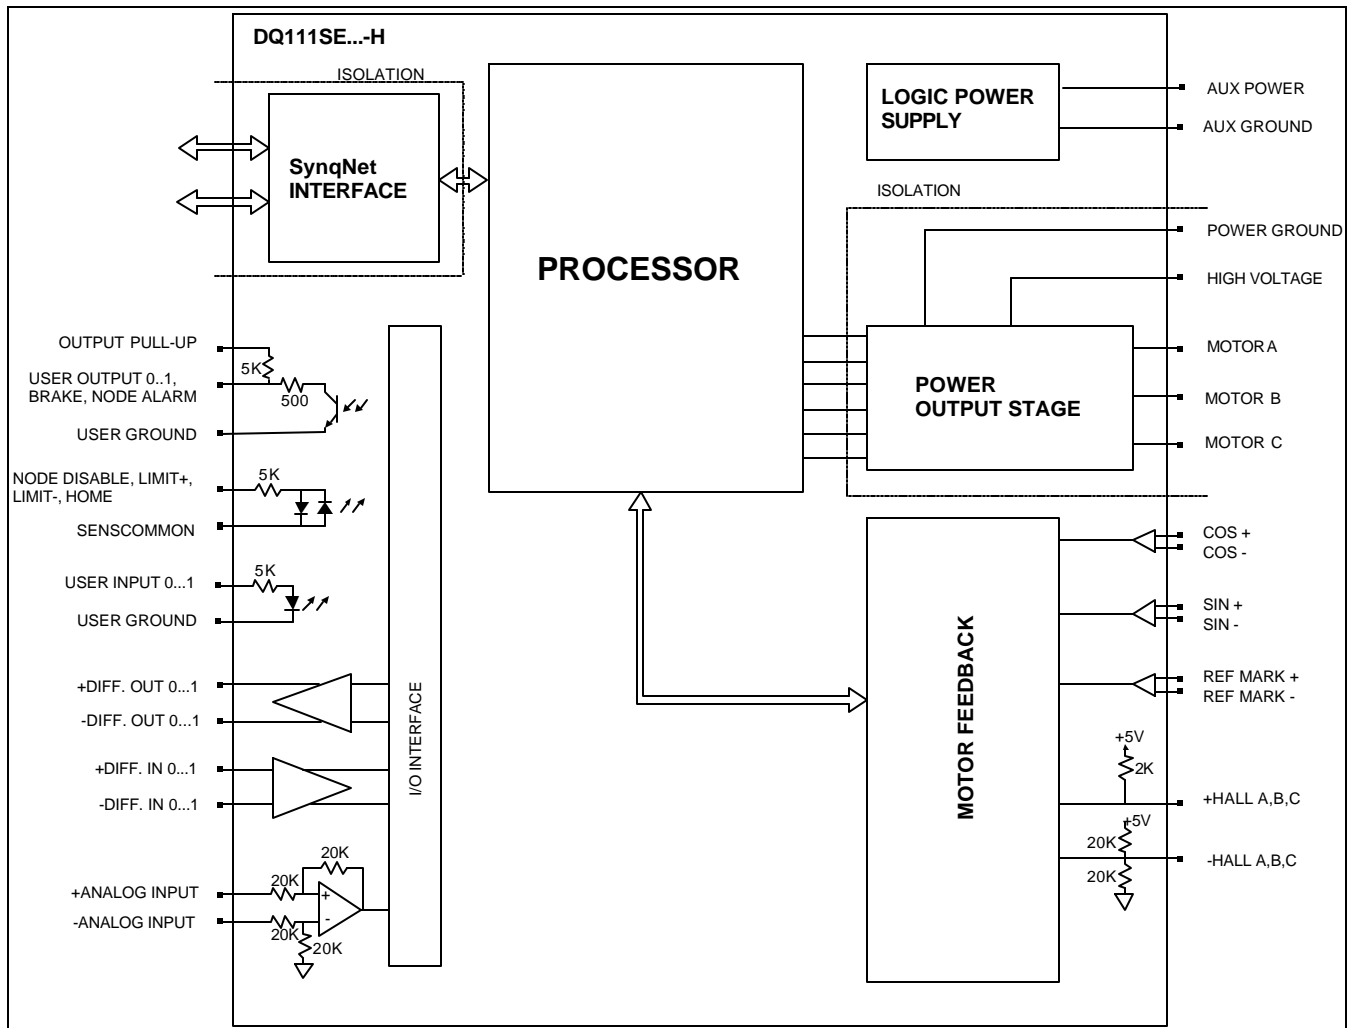 DQ111SE...-H
ISOLATION
SynqNet
INTERFACE
PROCESSOR
LOGIC POWER
SUPPLY
AUX POWER
AUX GROUND
ISOLATION
POWER GROUND
HIGH VOLTAGE
POWER
OUTPUT STAGE
MOTOR A
MOTOR B
MOTOR C
OUTPUT PULL-UP
5K
USER OUTPUT 0..1,
BRAKE, NODE ALARM
500
USER GROUND
NODE DISABLE, LIMIT+,
LIMIT-, HOME
5K
SENSCOMMON
USER INPUT 0...1
5K
USER GROUND
+DIFF. OUT 0...1
-DIFF. OUT 0...1
+DIFF. IN 0...1
-DIFF. IN 0...1
+ANALOG INPUT
-ANALOG INPUT
20K
20K
20K
20K
+
-
I/O INTERFACE
MOTOR FEEDBACK
COS +
COS -
SIN +
SIN -
REF MARK +
REF MARK -
+5V
2K
+HALL A,B,C
+5V
20K
20K
-HALL A,B,C